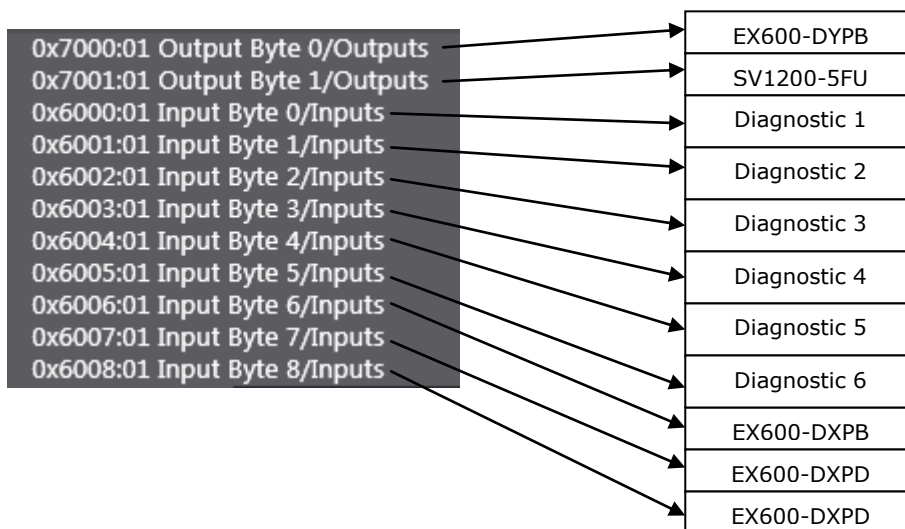 0x7000:01 Output Byte 0/Outputs
0x7001:01 Output Byte 1/Outputs
0x6000:01 Input Byte 0/Inputs
0x6001:01 Input Byte 1/Inputs
0x6002:01 Input Byte 2/Inputs
0x6003:01 Input Byte 3/Inputs
0x6004:01 Input Byte 4/Inputs
0x6005:01 Input Byte 5/Inputs
0x6006:01 Input Byte 6/Inputs
0x6007:01 Input Byte 7/Inputs
0x6008:01 Input Byte 8/Inputs
EX600-DYPB
SV1200-5FU
Diagnostic 1
Diagnostic 2
Diagnostic 3
Diagnostic 4
Diagnostic 5
Diagnostic 6
EX600-DXPB
EX600-DXPD
EX600-DXPD